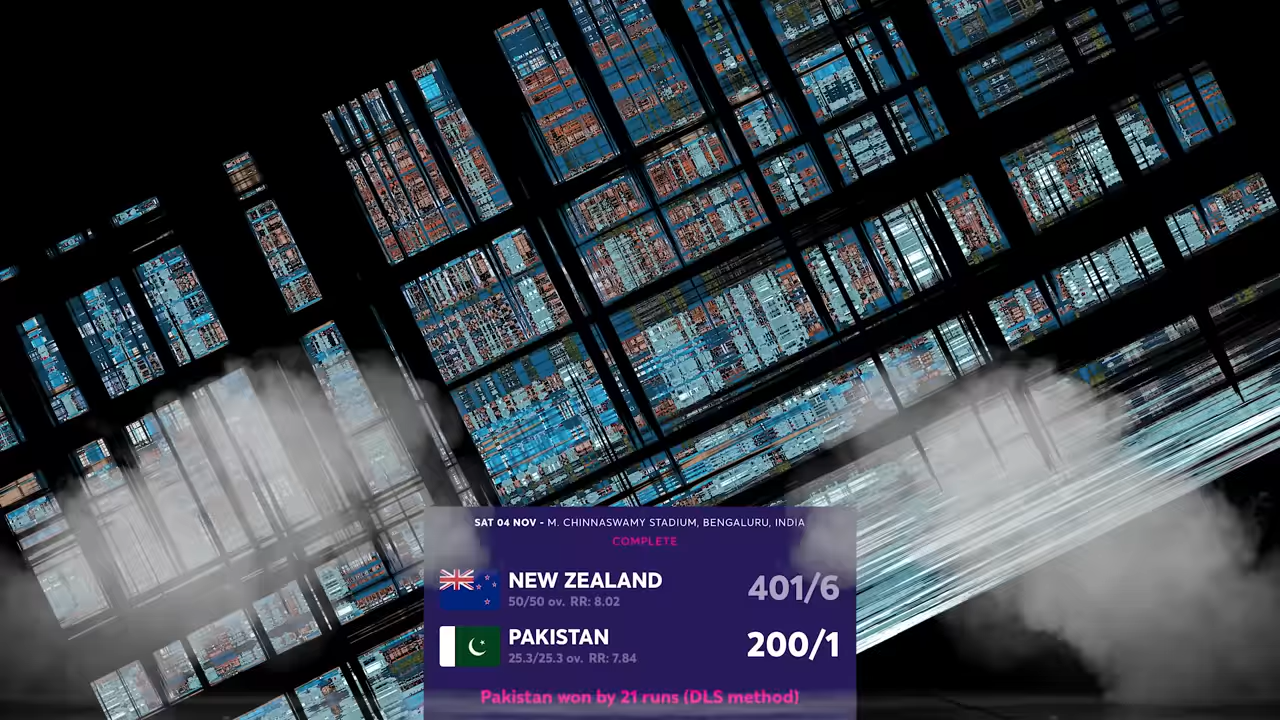 SAT 04 NOV - M. CHINNASWAMY STADIUM, BENGALURU, INDIA
COMPLETE
NEW ZEALAND 401/6
50/50 ov. RR: 8.02
PAKISTAN 200/1
25.3/25.3 ov. RR: 7.84
Pakistan won by 21 runs (DLS method)